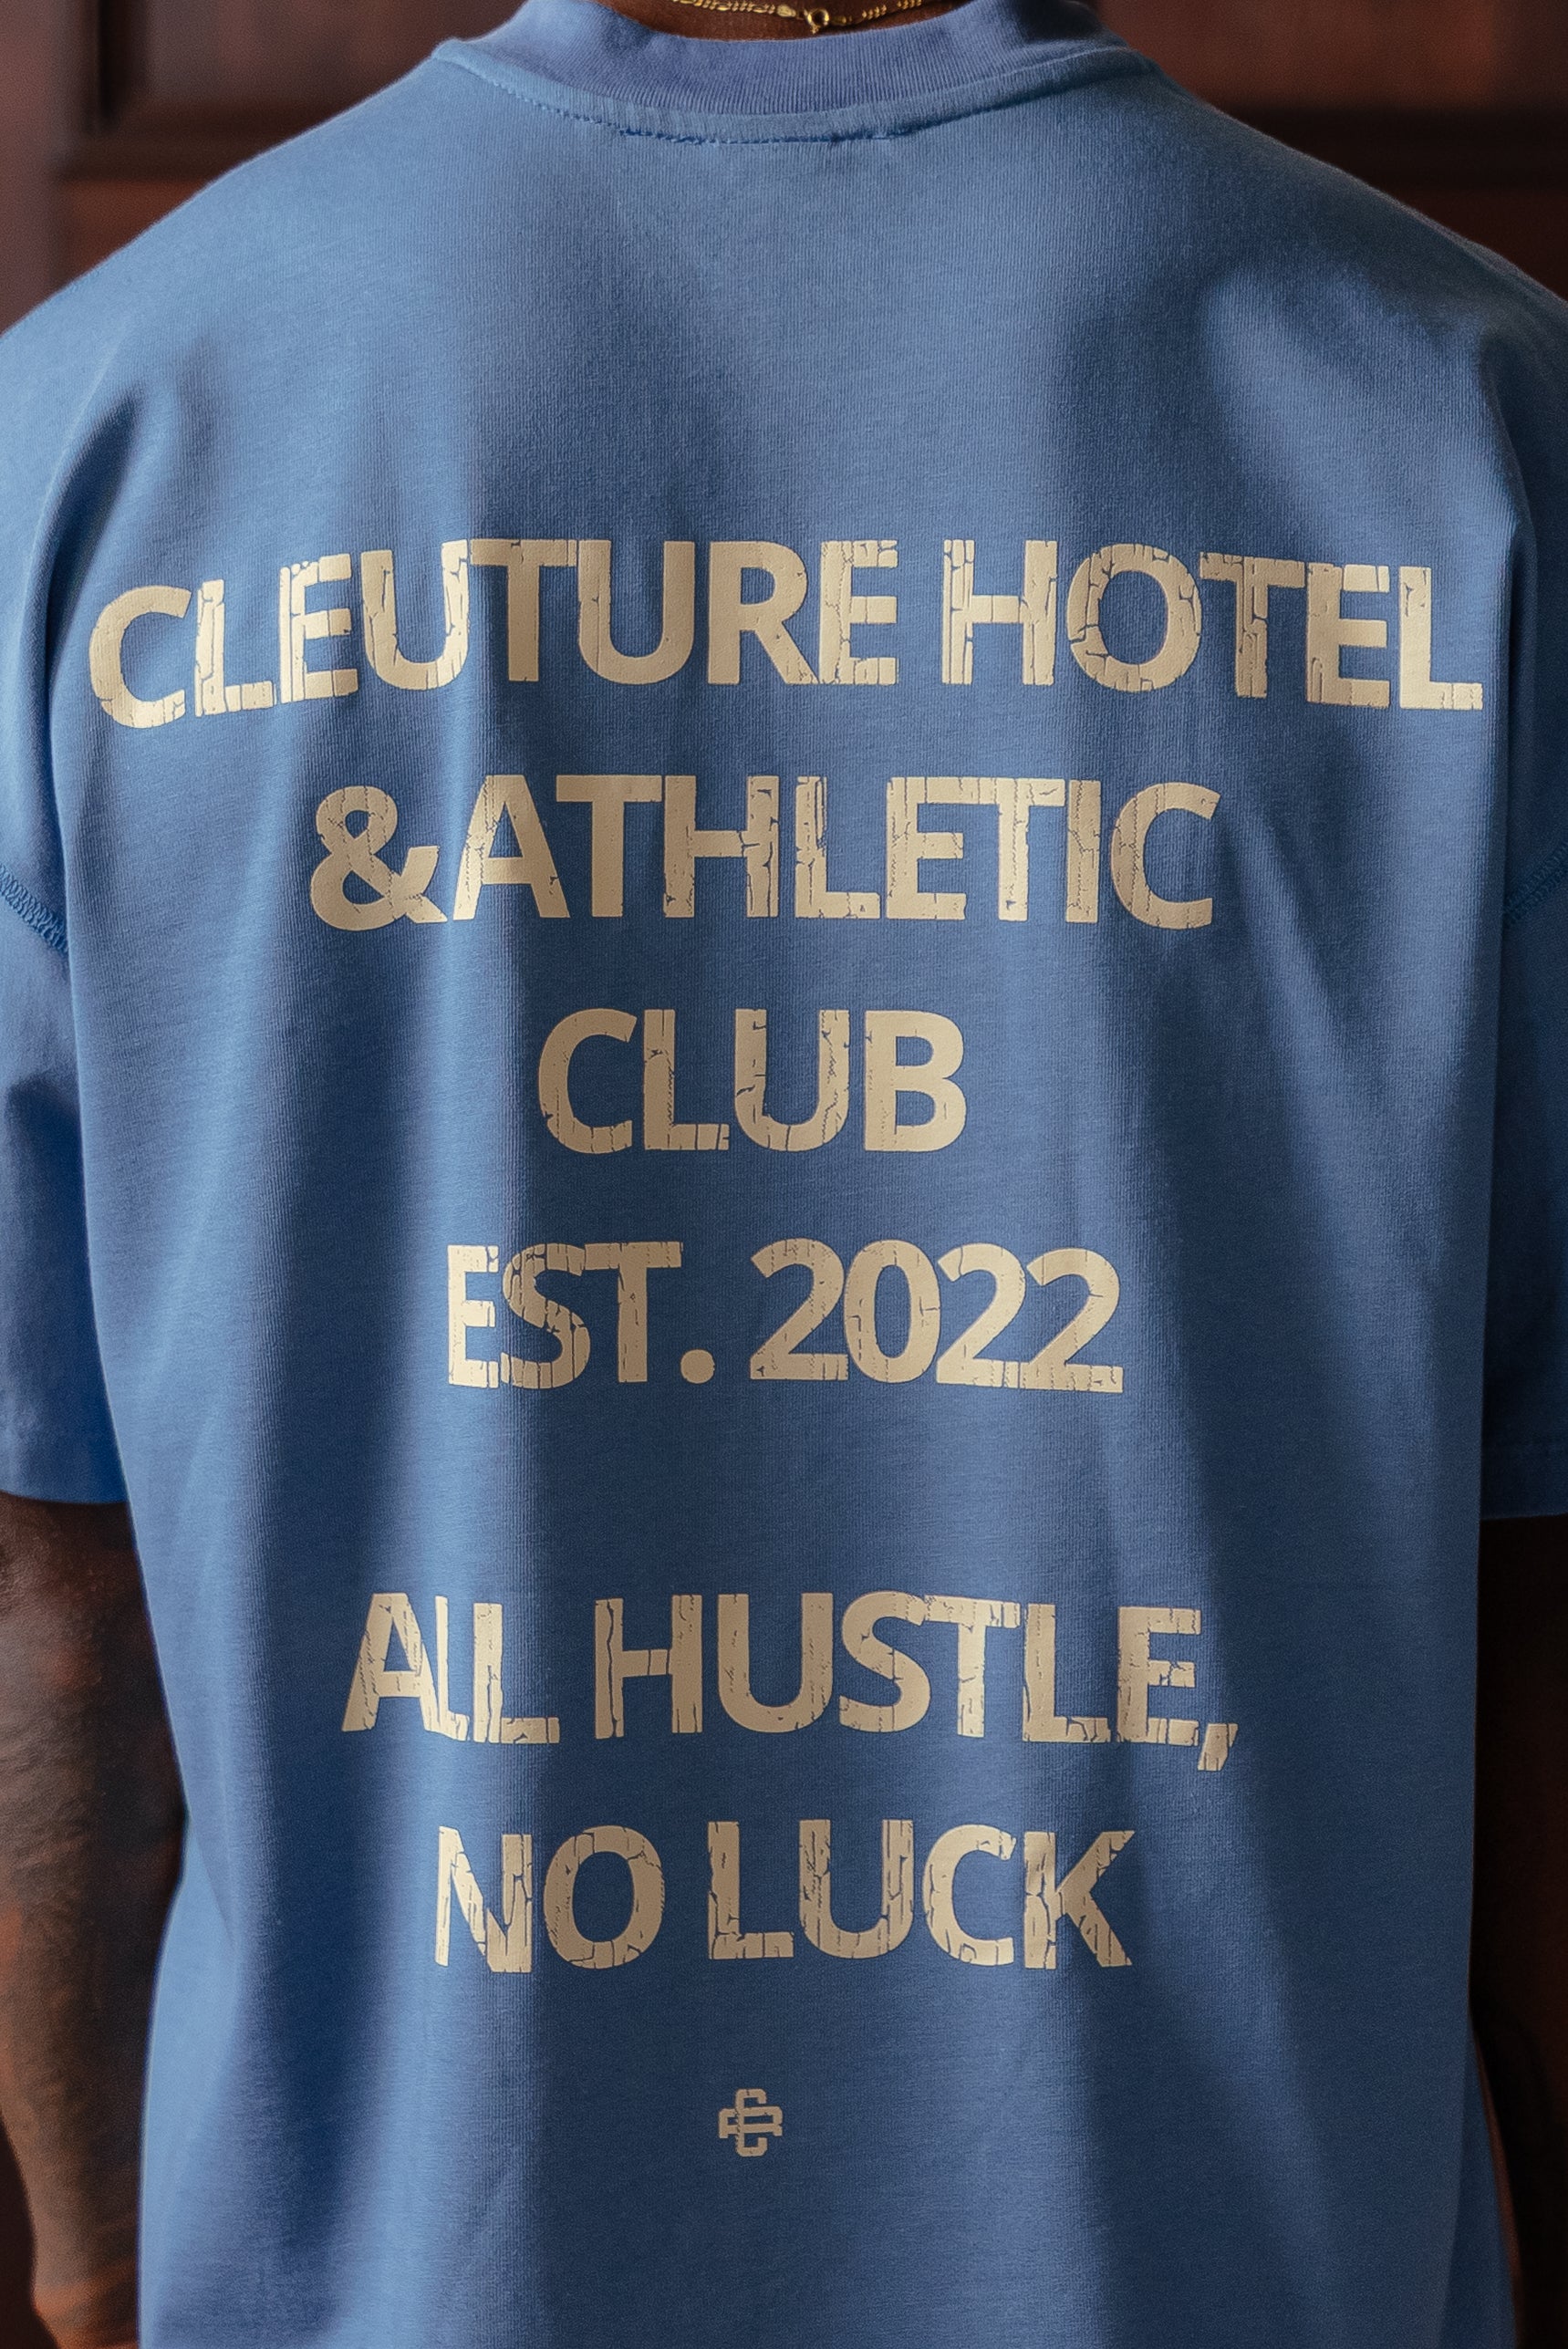 CLEUTURE HOTEL
& ATHLETIC
CLUB
EST. 2022
ALL HUSTLE,
NO LUCK